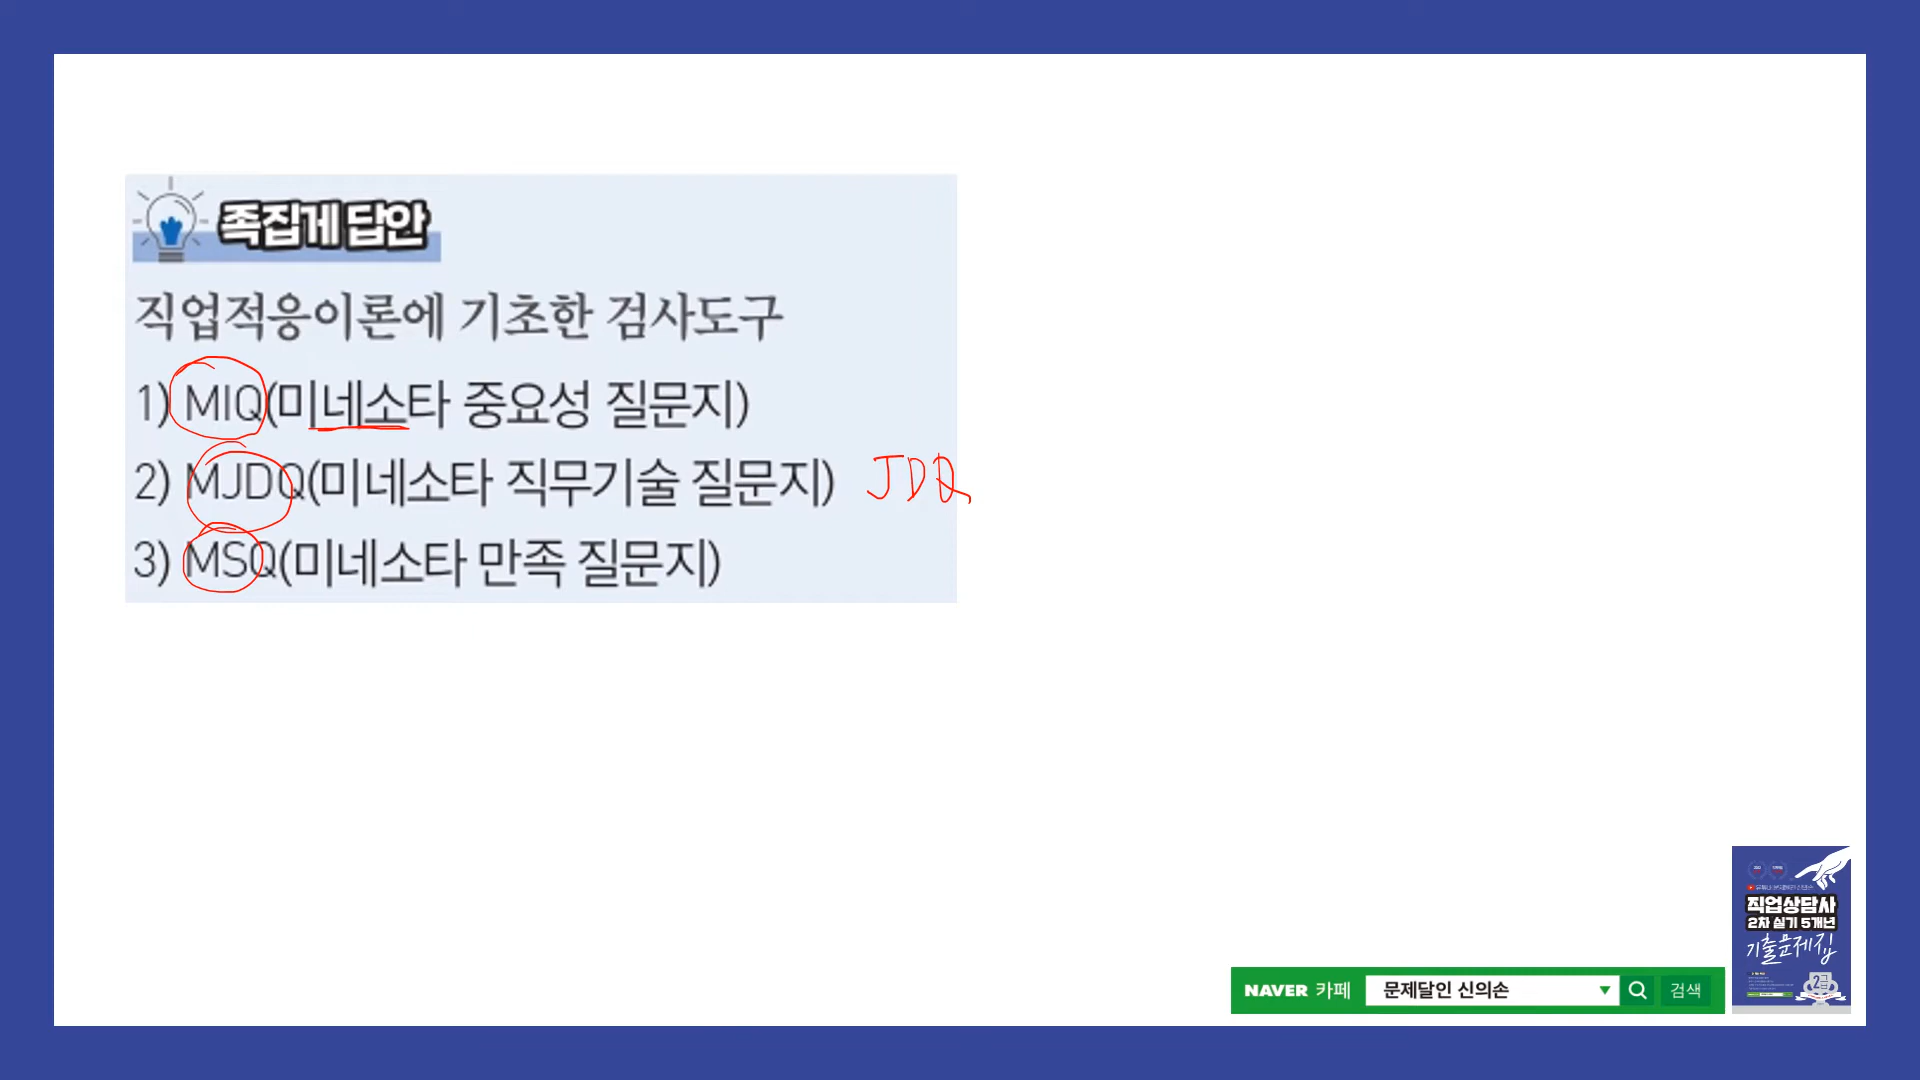 족집게 답안
직업적응이론에 기초한 검사도구
1) MIQ(미네소타 중요성 질문지)
2) MJDQ(미네소타 직무기술 질문지) JDQ
3) MSQ(미네소타 만족 질문지)
직업상담사
2차 실기 5개년
기출문제집
2급
NAVER 카페 문제달인 신의손 검색